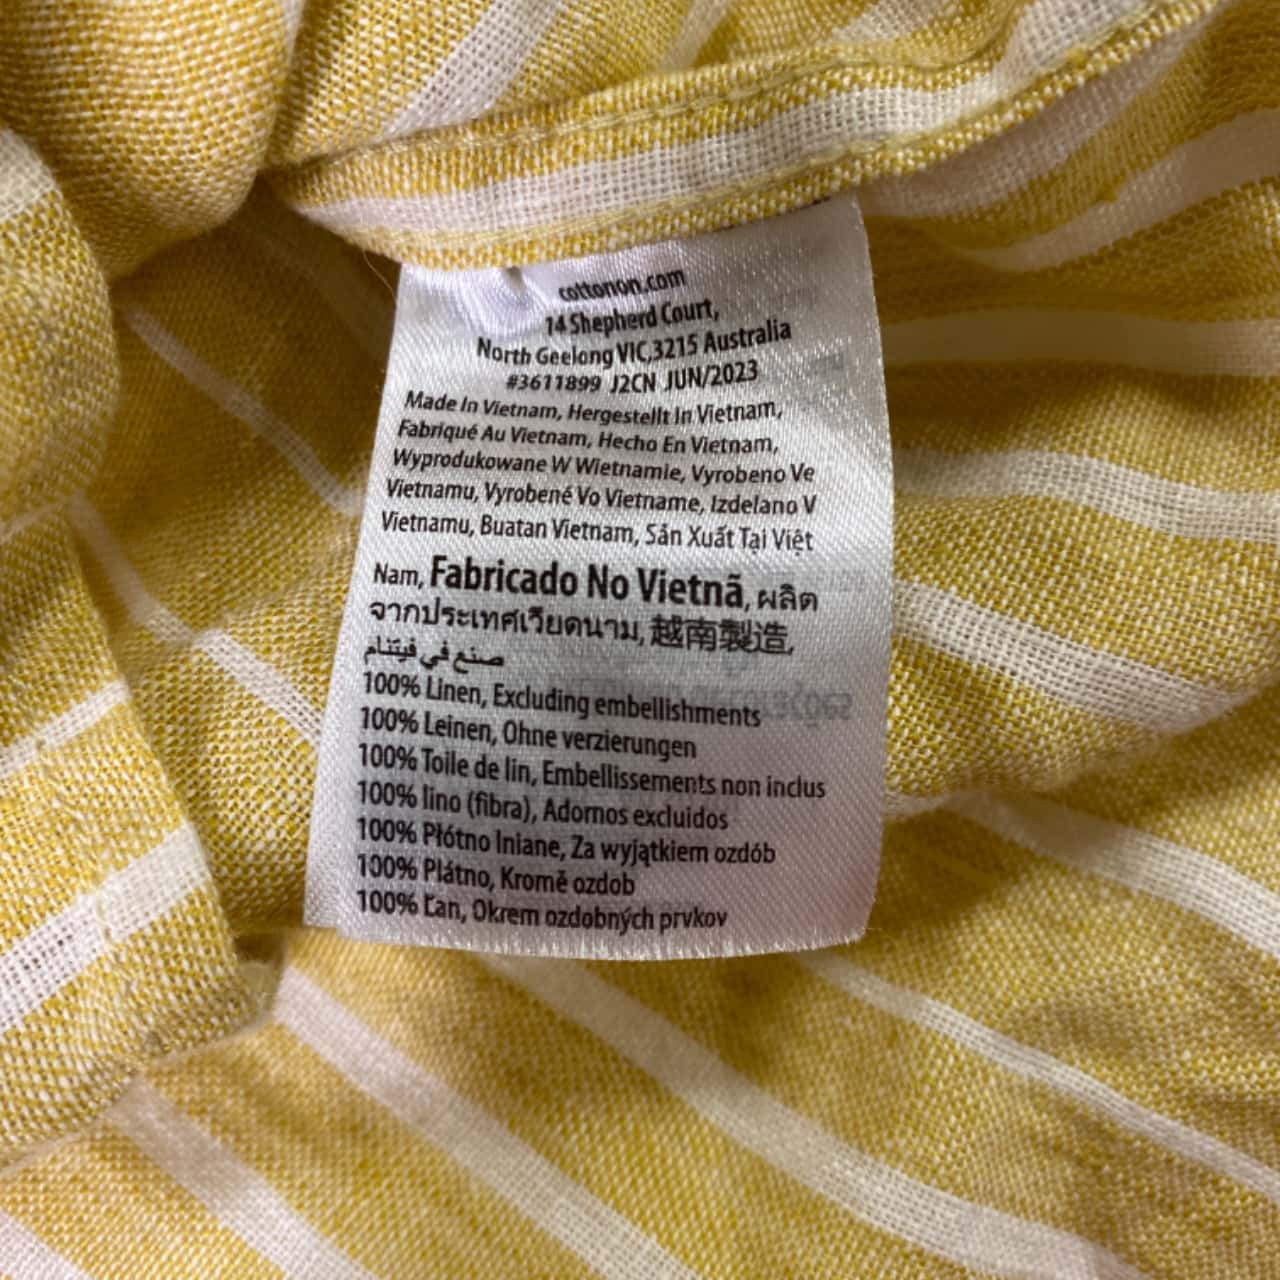 cottonon.com
14 Shepherd Court,
North Geelong VIC,3215 Australia
#3611899 J2CN JUN/2023
Made In Vietnam, Hergestellt In Vietnam,
Fabriqué Au Vietnam, Hecho En Vietnam,
Wyprodukowane W Wietnamie, Vyrobeno Ve
Vietnamu, Vyrobené Vo Vietname, Izdelano V
Vietnamu, Buatan Vietnam, Sản Xuất Tại Việt
Nam, Fabricado No Vietnã, ผลิต
จากประเทศเวียดนาม, 越南製造,
صنع في فيتنام
100% Linen, Excluding embellishments
100% Leinen, Ohne verzierungen
100% Toile de lin, Embellissements non inclus
100% lino (fibra), Adornos excluidos
100% Płótno lniane, Za wyjątkiem ozdób
100% Plátno, Kromě ozdob
100% Ľan, Okrem ozdobných prvkov